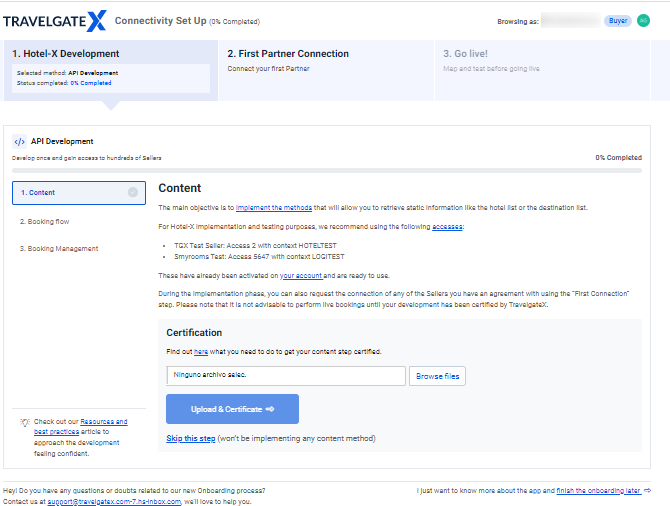 TRAVELGATEX Connectivity Set Up (0% Completed)
Browsing as: Buyer
1. Hotel-X Development
Selected method: API Development
Status completed: 0% Completed
2. First Partner Connection
Connect your first Partner
3. Go live!
Map and test before going live
</> API Development
Develop once and gain access to hundreds of Sellers
0% Completed
1. Content
2. Booking flow
3. Booking Management
Content
The main objective is to implement the methods that will allow you to retrieve static information like the hotel list or the destination list.
For Hotel-X implementation and testing purposes, we recommend using the following accesses:
• TGX Test Seller: Access 2 with context HOTELTEST
• Smyrooms Test: Access 5647 with context LOGITEST
These have already been activated on your account and are ready to use.
During the implementation phase, you can also request the connection of any of the Sellers you have an agreement with using the "First Connection"
step. Please note that it is not advisable to perform live bookings until your development has been certified by TravelgateX.
Certification
Find out here what you need to do to get your content step certified.
Ninguno archivo selec.
Browse files
Upload & Certificate ⇨
Skip this step (won't be implementing any content method)
Check out our Resources and
best practices article to
approach the development
feeling confident.
Hey! Do you have any questions or doubts related to our new Onboarding process?
Contact us at support@travelgatex.com-7.hs-inbox.com, we'll love to help you.
I just want to know more about the app and finish the onboarding later ⇨